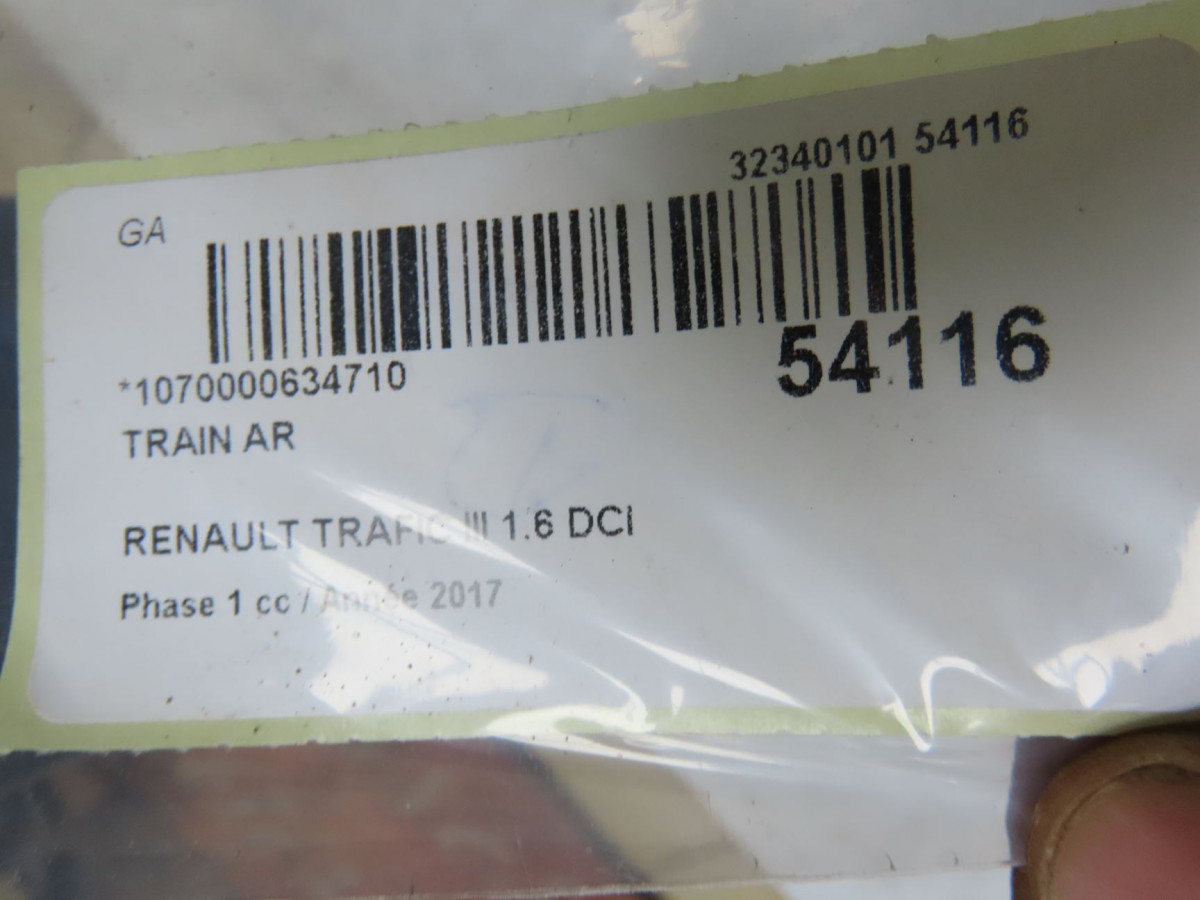 32340101 54116
GA
54116
*1070000634710
TRAIN AR
RENAULT TRAFIC III 1.6 DCI
Phase 1 cc / Année 2017